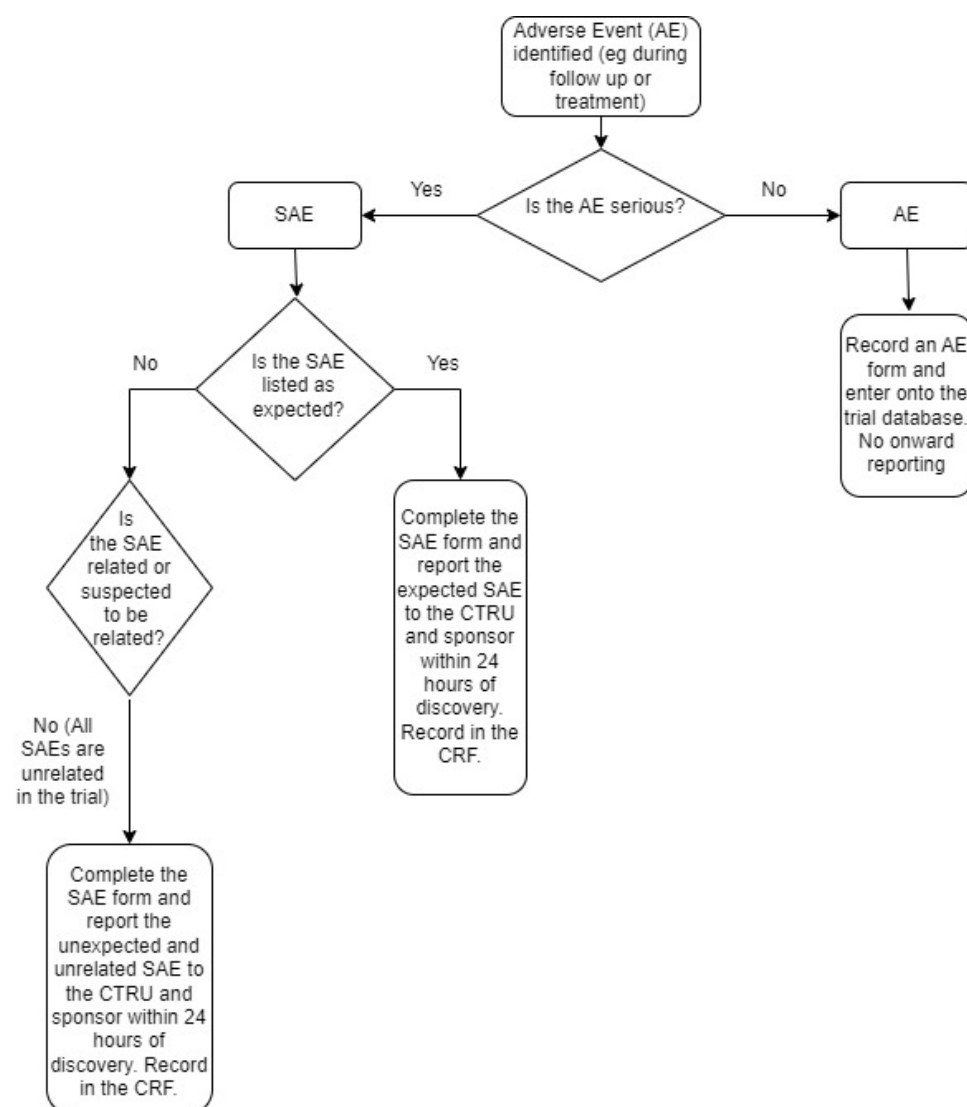 Adverse Event (AE)
identified (eg during
follow up or
treatment)
Is the AE serious?
Yes
No
SAE
AE
Is the SAE
listed as
expected?
No
Yes
Record an AE
form and
enter onto the
trial database.
No onward
reporting
Is
the SAE
related or
suspected
to be
related?
Complete the
SAE form and
report the
expected SAE
to the CTRU
and sponsor
within 24
hours of
discovery.
Record in the
CRF.
No (All
SAEs are
unrelated
in the trial)
Complete the
SAE form and
report the
unexpected and
unrelated SAE to
the CTRU and
sponsor within 24
hours of
discovery. Record
in the CRF.